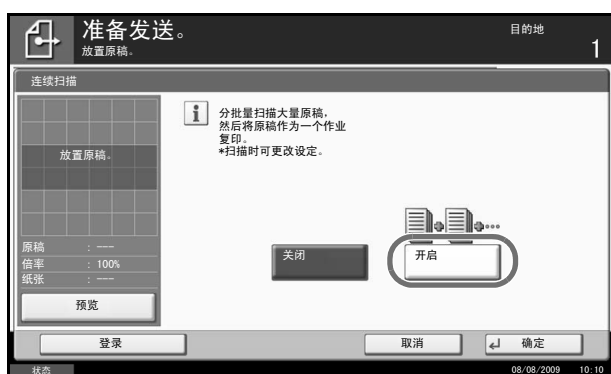 准备发送。
放置原稿。
目的地
1
连续扫描
放置原稿。
i
分批量扫描大量原稿,
然后将原稿作为一个作业
复印。
*扫描时可更改设定。
原稿 : ---
倍率 : 100%
纸张 : ---
预览
关闭
开启
登录
取消
确定
状态
08/08/2009 10:10